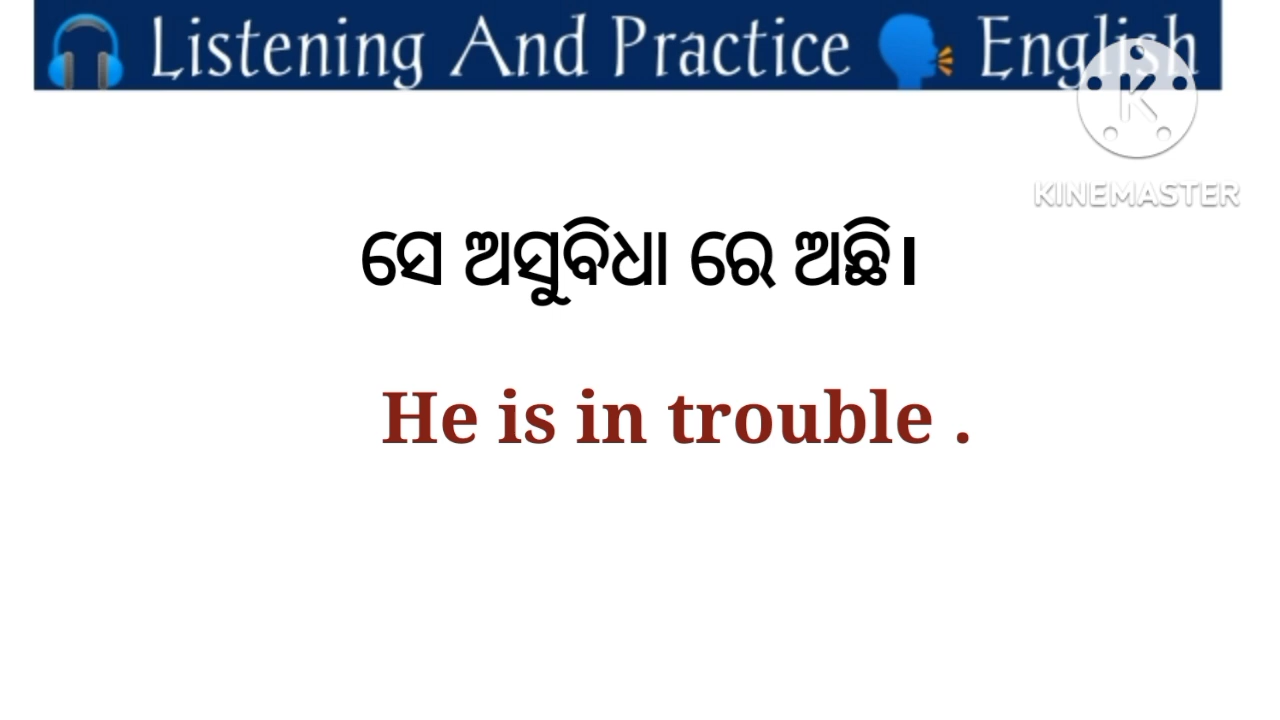 Listening And Practice English
KINEMASTER
ସେ ଅସୁବିଧା ରେ ଅଛି।
He is in trouble .